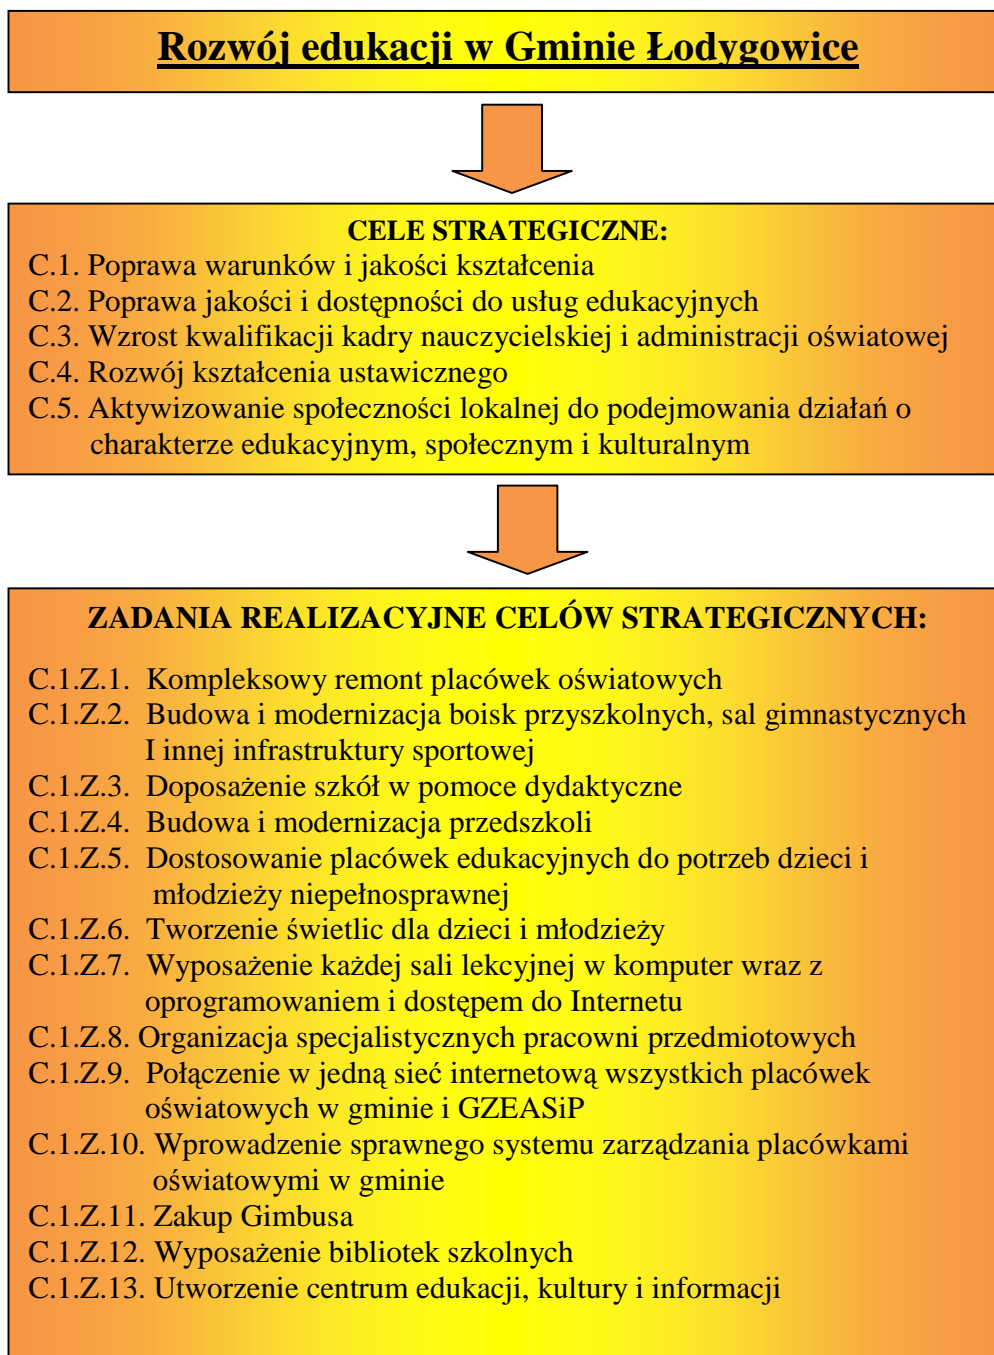 Rozwój edukacji w Gminie Łodygowice
CELE STRATEGICZNE:
C.1. Poprawa warunków i jakości kształcenia
C.2. Poprawa jakości i dostępności do usług edukacyjnych
C.3. Wzrost kwalifikacji kadry nauczycielskiej i administracji oświatowej
C.4. Rozwój kształcenia ustawicznego
C.5. Aktywizowanie społeczności lokalnej do podejmowania działań o
charakterze edukacyjnym, społecznym i kulturalnym
ZADANIA REALIZACYJNE CELÓW STRATEGICZNYCH:
C.1.Z.1. Kompleksowy remont placówek oświatowych
C.1.Z.2. Budowa i modernizacja boisk przyszkolnych, sal gimnastycznych
I innej infrastruktury sportowej
C.1.Z.3. Doposażenie szkół w pomoce dydaktyczne
C.1.Z.4. Budowa i modernizacja przedszkoli
C.1.Z.5. Dostosowanie placówek edukacyjnych do potrzeb dzieci i
młodzieży niepełnosprawnej
C.1.Z.6. Tworzenie świetlic dla dzieci i młodzieży
C.1.Z.7. Wyposażenie każdej sali lekcyjnej w komputer wraz z
oprogramowaniem i dostępem do Internetu
C.1.Z.8. Organizacja specjalistycznych pracowni przedmiotowych
C.1.Z.9. Połączenie w jedną sieć internetową wszystkich placówek
oświatowych w gminie i GZEASiP
C.1.Z.10. Wprowadzenie sprawnego systemu zarządzania placówkami
oświatowymi w gminie
C.1.Z.11. Zakup Gimbusa
C.1.Z.12. Wyposażenie bibliotek szkolnych
C.1.Z.13. Utworzenie centrum edukacji, kultury i informacji